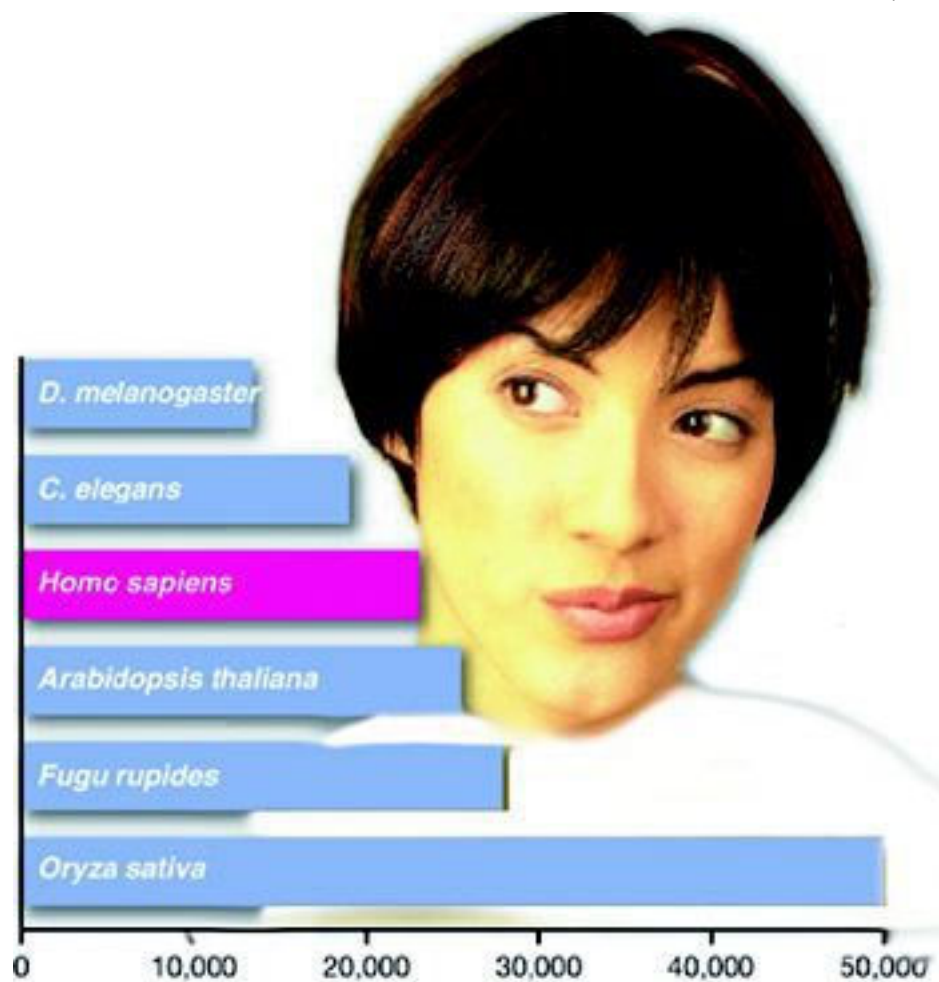 D. melanogaster
C. elegans
Homo sapiens
Arabidopsis thaliana
Fugu rupides
Oryza sativa
0 10,000 20,000 30,000 40,000 50,000